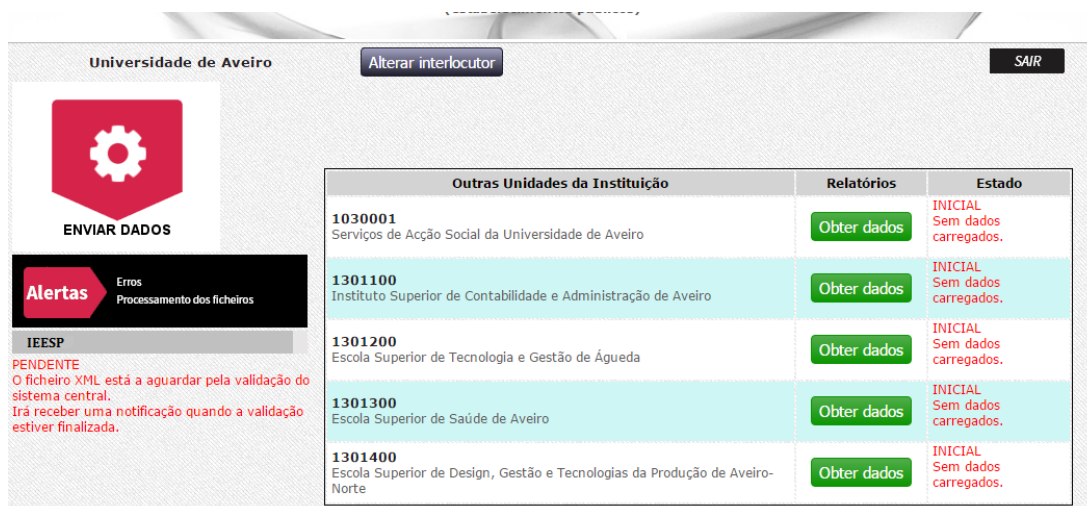 Universidade de Aveiro
Alterar interlocutor
SAIR
ENVIAR DADOS
Alertas
Erros
Processamento dos ficheiros
IEESP
PENDENTE
O ficheiro XML está a aguardar pela validação do
sistema central.
Irá receber uma notificação quando a validação
estiver finalizada.
Outras Unidades da Instituição
Relatórios
Estado
1030001
Serviços de Acção Social da Universidade de Aveiro
Obter dados
INICIAL
Sem dados
carregados.
1301100
Instituto Superior de Contabilidade e Administração de Aveiro
Obter dados
INICIAL
Sem dados
carregados.
1301200
Escola Superior de Tecnologia e Gestão de Águeda
Obter dados
INICIAL
Sem dados
carregados.
1301300
Escola Superior de Saúde de Aveiro
Obter dados
INICIAL
Sem dados
carregados.
1301400
Escola Superior de Design, Gestão e Tecnologias da Produção de Aveiro-
Norte
Obter dados
INICIAL
Sem dados
carregados.